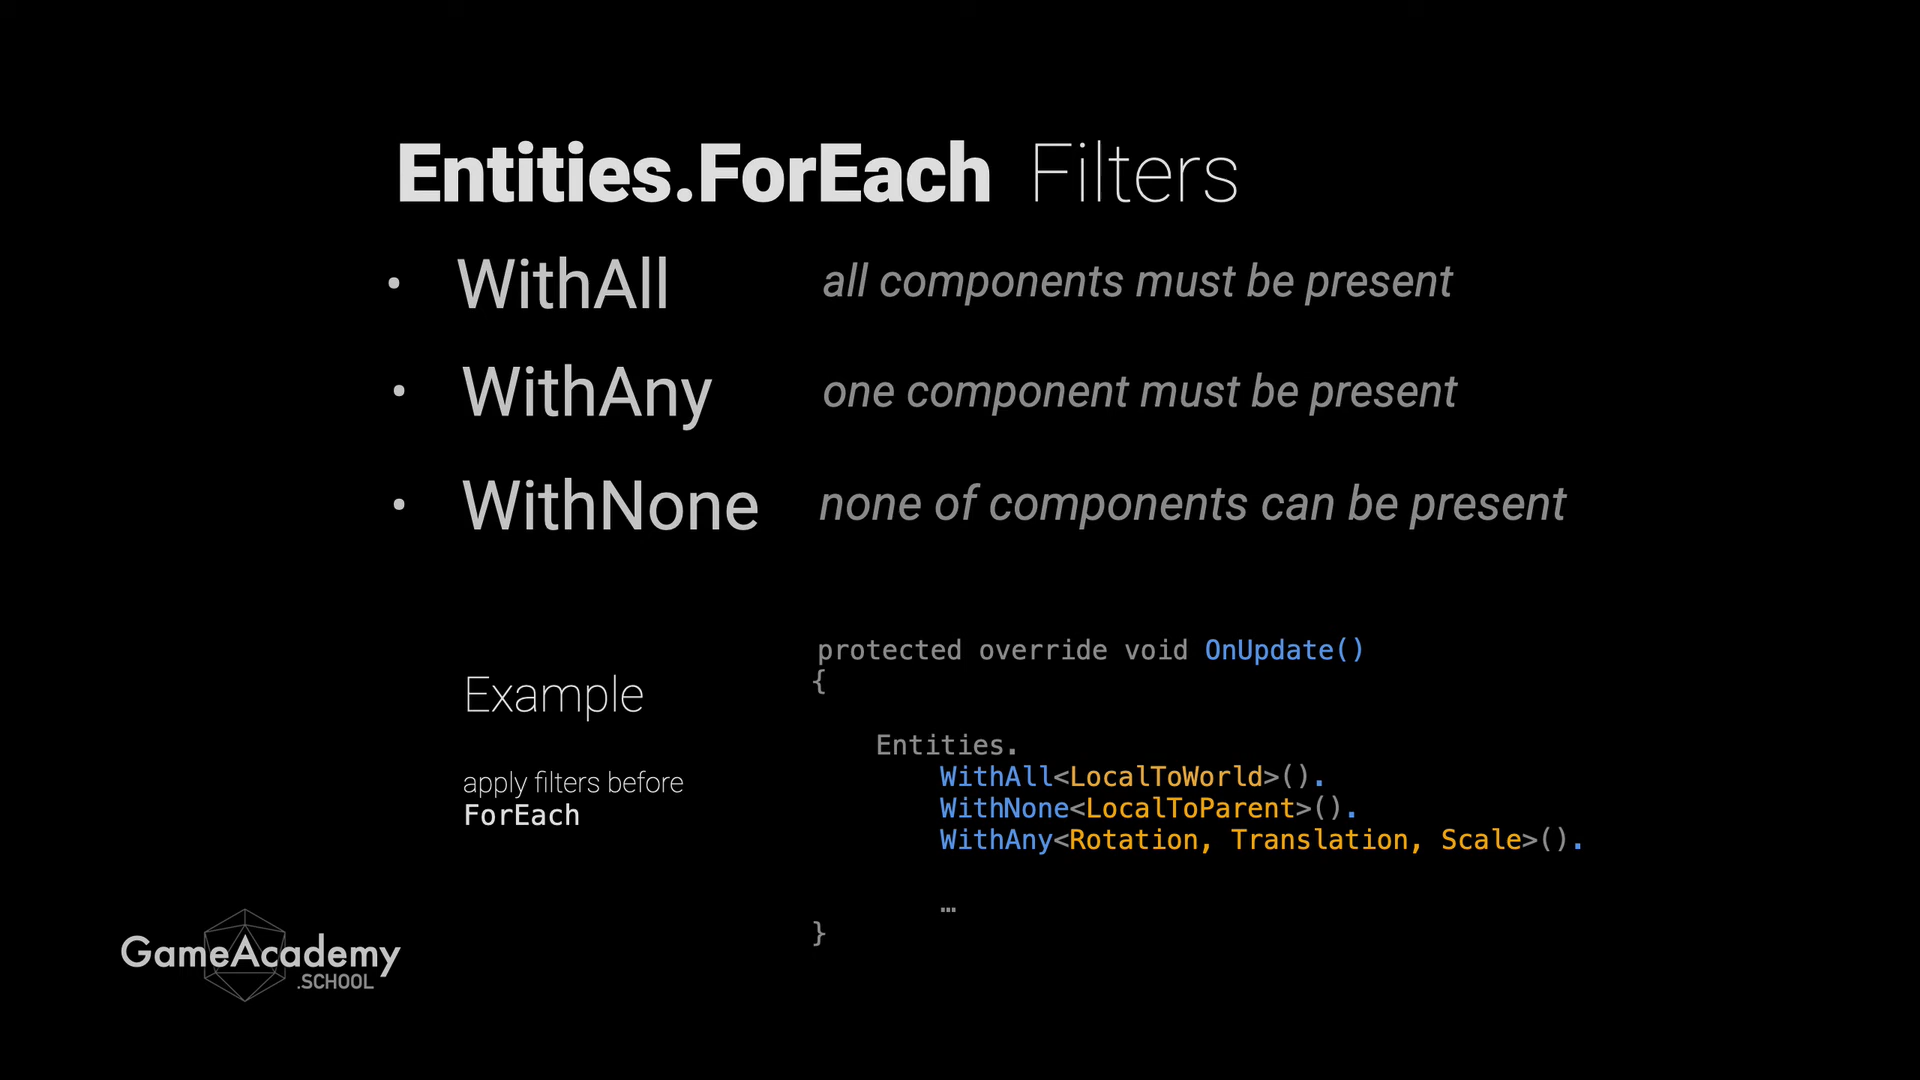 Entities.ForEach Filters
• WithAll all components must be present
• WithAny one component must be present
• WithNone none of components can be present
Example
apply filters before
ForEach
protected override void OnUpdate()
{
Entities.
WithAll<LocalToWorld>().
WithNone<LocalToParent>().
WithAny<Rotation, Translation, Scale>().
…
}
GameAcademy
.SCHOOL